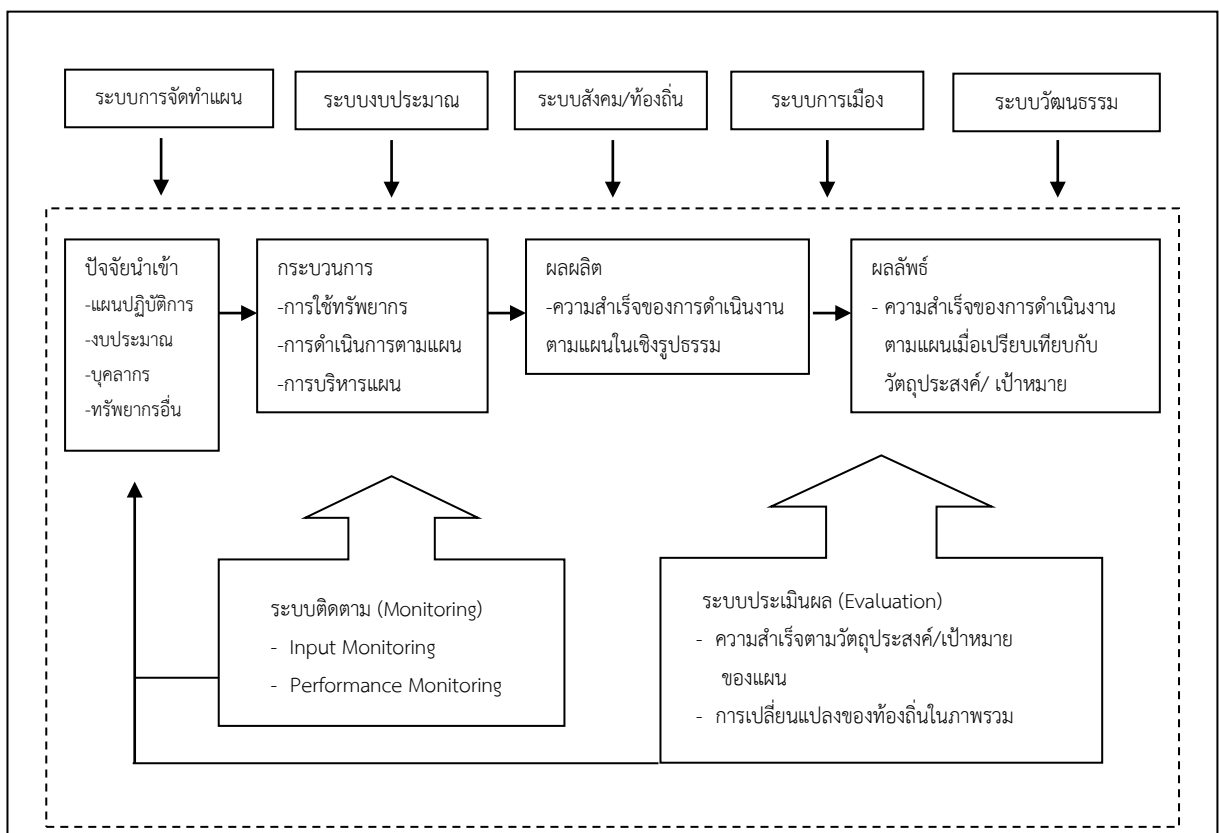 ระบบการจัดทำแผน
ระบบงบประมาณ
ระบบสังคม/ท้องถิ่น
ระบบการเมือง
ระบบวัฒนธรรม
ปัจจัยนำเข้า
-แผนปฏิบัติการ
-งบประมาณ
-บุคลากร
-ทรัพยากรอื่น
กระบวนการ
-การใช้ทรัพยากร
-การดำเนินการตามแผน
-การบริหารแผน
ผลผลิต
-ความสำเร็จของการดำเนินงาน
ตามแผนในเชิงรูปธรรม
ผลลัพธ์
- ความสำเร็จของการดำเนินงาน
ตามแผนเมื่อเปรียบเทียบกับ
วัตถุประสงค์/ เป้าหมาย
ระบบติดตาม (Monitoring)
- Input Monitoring
- Performance Monitoring
ระบบประเมินผล (Evaluation)
- ความสำเร็จตามวัตถุประสงค์/เป้าหมาย
ของแผน
- การเปลี่ยนแปลงของท้องถิ่นในภาพรวม